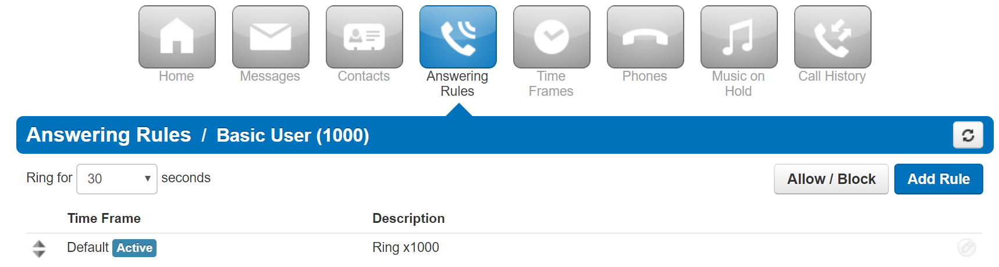 Home
Messages
Contacts
Answering
Rules
Time
Frames
Phones
Music on
Hold
Call History
Answering Rules / Basic User (1000)
Ring for 30 seconds
Allow / Block
Add Rule
Time Frame
Description
Default Active
Ring x1000